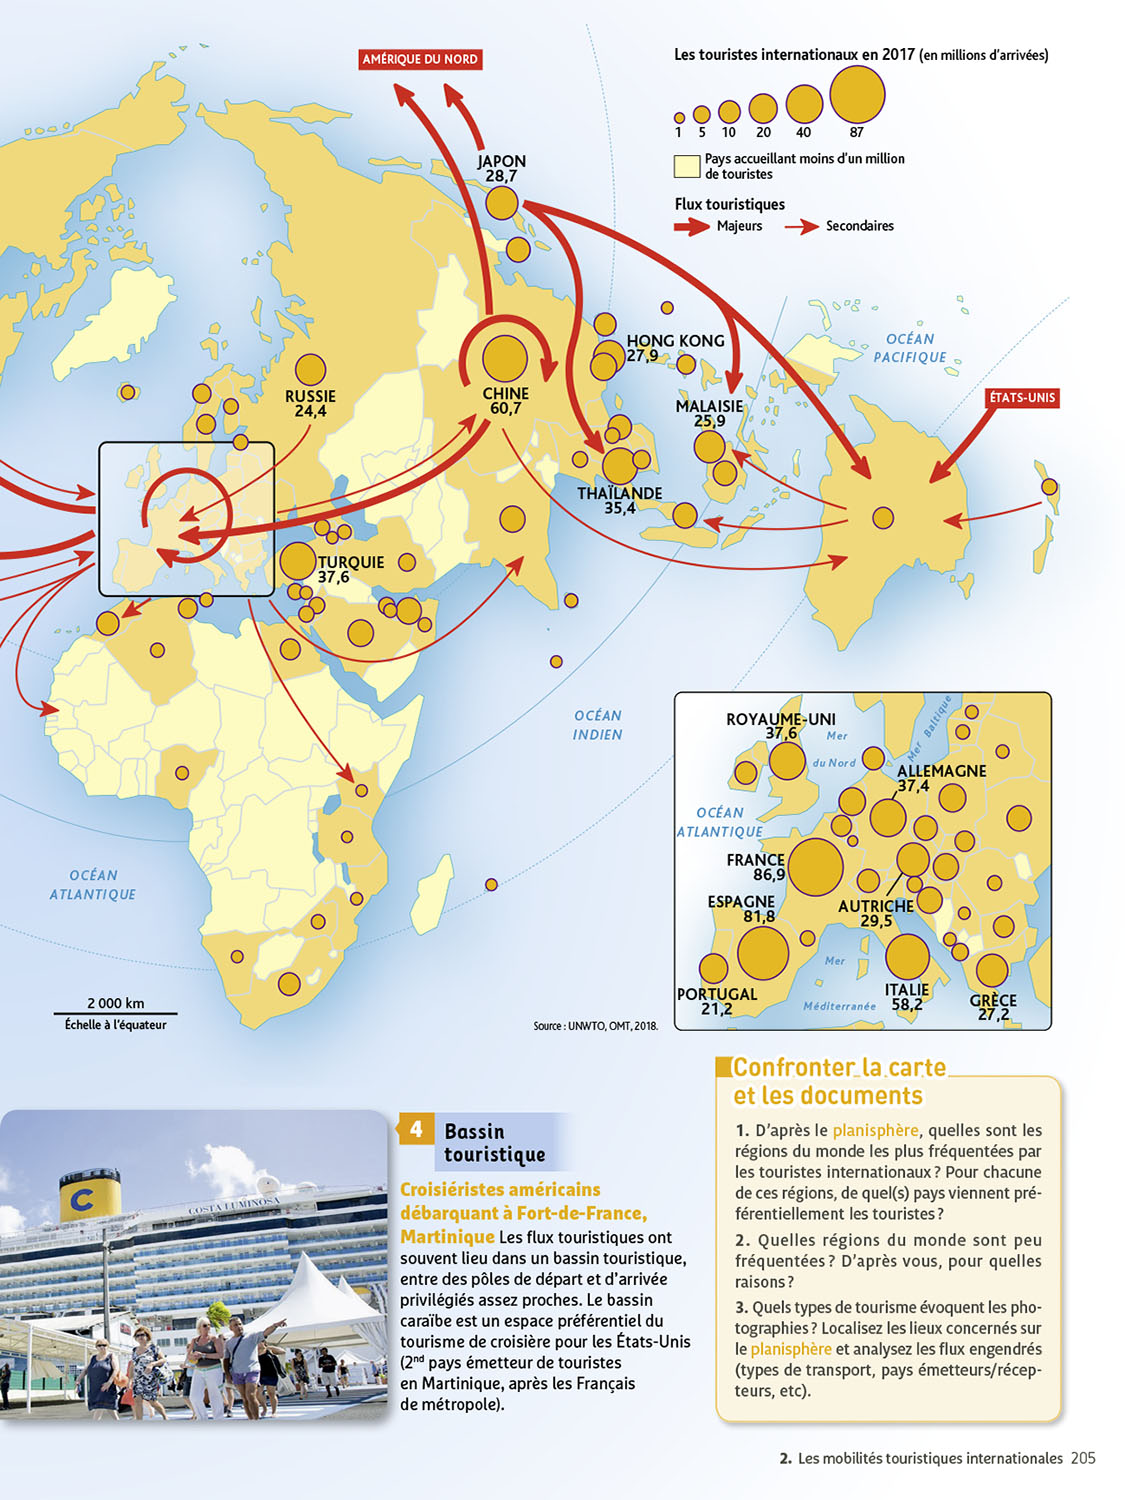 AMÉRIQUE DU NORD
Les touristes internationaux en 2017 (en millions d'arrivées)
1 5 10 20 40 87
Pays accueillant moins d'un million
de touristes
Flux touristiques
Majeurs
Secondaires
JAPON
28,7
OCÉAN
PACIFIQUE
HONG KONG
27,9
RUSSIE
24,4
CHINE
60,7
MALAISIE
25,9
ÉTATS-UNIS
THAÏLANDE
35,4
TURQUIE
37,6
OCÉAN
INDIEN
OCÉAN
ATLANTIQUE
2 000 km
Échelle à l'équateur
Source : UNWTO, OMT, 2018.
ROYAUME-UNI
37,6
Mer
du Nord
Mer Baltique
ALLEMAGNE
37,4
OCÉAN
ATLANTIQUE
FRANCE
86,9
ESPAGNE
81,8
AUTRICHE
29,5
Mer
Méditerranée
PORTUGAL
21,2
ITALIE
58,2
GRÈCE
27,2
C
COSTA LUMINOSA
4 Bassin
touristique
Croisiéristes américains
débarquant à Fort-de-France,
Martinique Les flux touristiques ont
souvent lieu dans un bassin touristique,
entre des pôles de départ et d'arrivée
privilégiés assez proches. Le bassin
caraïbe est un espace préférentiel du
tourisme de croisière pour les États-Unis
(2nd pays émetteur de touristes
en Martinique, après les Français
de métropole).
Confronter la carte
et les documents
1. D'après le planisphère, quelles sont les
régions du monde les plus fréquentées par
les touristes internationaux ? Pour chacune
de ces régions, de quel(s) pays viennent pré-
férentiellement les touristes ?
2. Quelles régions du monde sont peu
fréquentées ? D'après vous, pour quelles
raisons ?
3. Quels types de tourisme évoquent les pho-
tographies ? Localisez les lieux concernés sur
le planisphère et analysez les flux engendrés
(types de transport, pays émetteurs/récep-
teurs, etc).
2. Les mobilités touristiques internationales 205